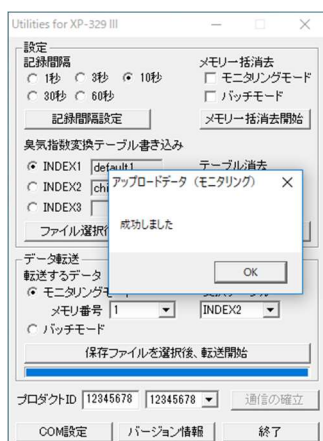 Utilities for XP-329 III
設定
記録間隔
メモリー括消去
1秒 3秒 10秒
モニタリングモード
30秒 60秒
バッチモード
記録間隔設定
メモリー括消去開始
臭気指数変換テーブル書き込み
INDEX1 default1
テーブル消去
INDEX2 chi
INDEX3
ファイル選択
アップロードデータ (モニタリング)
成功しました
OK
データ転送
転送するデータ
モニタリングモード
メモリ番号 1
INDEX2
バッチモード
保存ファイルを選択後、転送開始
プロダクトID 12345678 12345678 通信の確立
COM設定 バージョン情報 終了